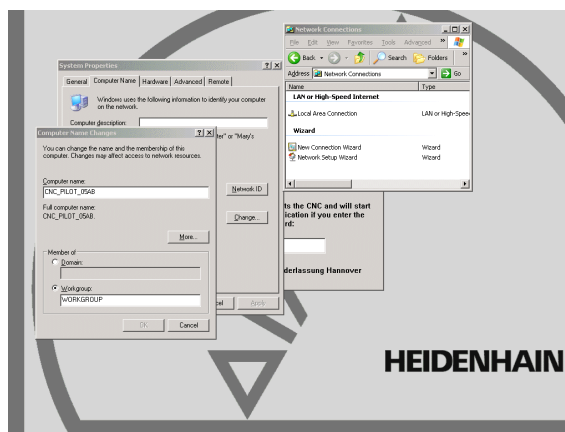 Network Connections
File Edit View Favorites Tools Advanced »
Back Search Folders »
Address Network Connections Go
Name Type
LAN or High-Speed Internet
Local Area Connection LAN or High-Speed
Wizard
New Connection Wizard Wizard
Network Setup Wizard Wizard
System Properties
General Computer Name Hardware Advanced Remote
Windows uses the following information to identify your computer
on the network.
Computer description:
or "Mary's
Network ID
Change...
Apply
Computer Name Changes
You can change the name and the membership of this
computer. Changes may affect access to network resources.
Computer name:
CNC_PILOT_05AB
Full computer name:
CNC_PILOT_05AB.
More...
Member of
Domain:
Workgroup:
WORKGROUP
OK Cancel
ts the CNC and will start
ication if you enter the
rd:
derlassung Hannover
HEIDENHAIN